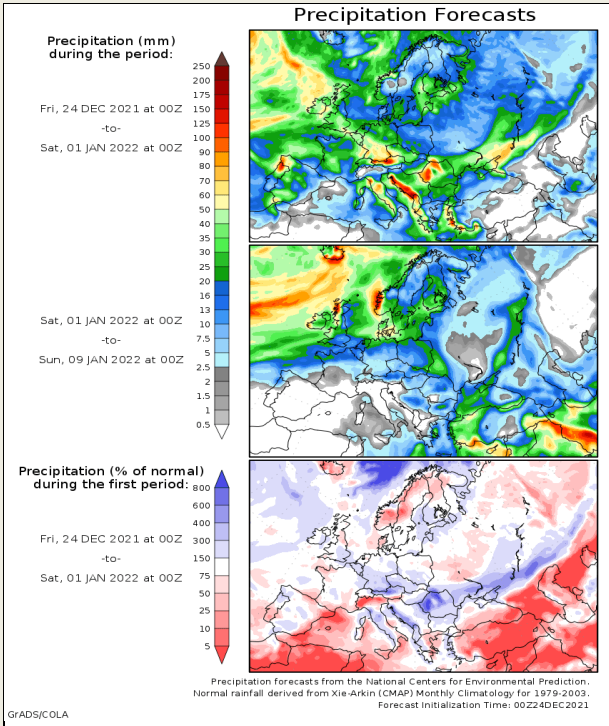 Precipitation Forecasts
Precipitation (mm)
during the period:
Fri, 24 DEC 2021 at 00Z
-to-
Sat, 01 JAN 2022 at 00Z
250
200
175
150
125
100
90
80
70
60
50
40
35
30
25
20
16
13
10
7.5
5
2.5
2
1.5
1
0.5
Sat, 01 JAN 2022 at 00Z
-to-
Sun, 09 JAN 2022 at 00Z
Precipitation (% of normal)
during the first period:
800
600
400
300
150
75
50
25
10
5
Fri, 24 DEC 2021 at 00Z
-to-
Sat, 01 JAN 2022 at 00Z
Precipitation forecasts from the National Centers for Environmental Prediction.
Normal rainfall derived from Xie-Arkin (CMAP) Monthly Climatology for 1979-2003.
Forecast Initialization Time: 00Z24DEC2021
GrADS/COLA